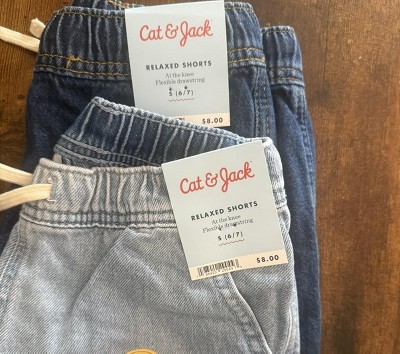 Cat & Jack
RELAXED SHORTS
At the knee
Flexible drawstring
S (6/7)
$8.00
Cat & Jack
RELAXED SHORTS
At the knee
Flexible drawstring
S (6/7)
$8.00